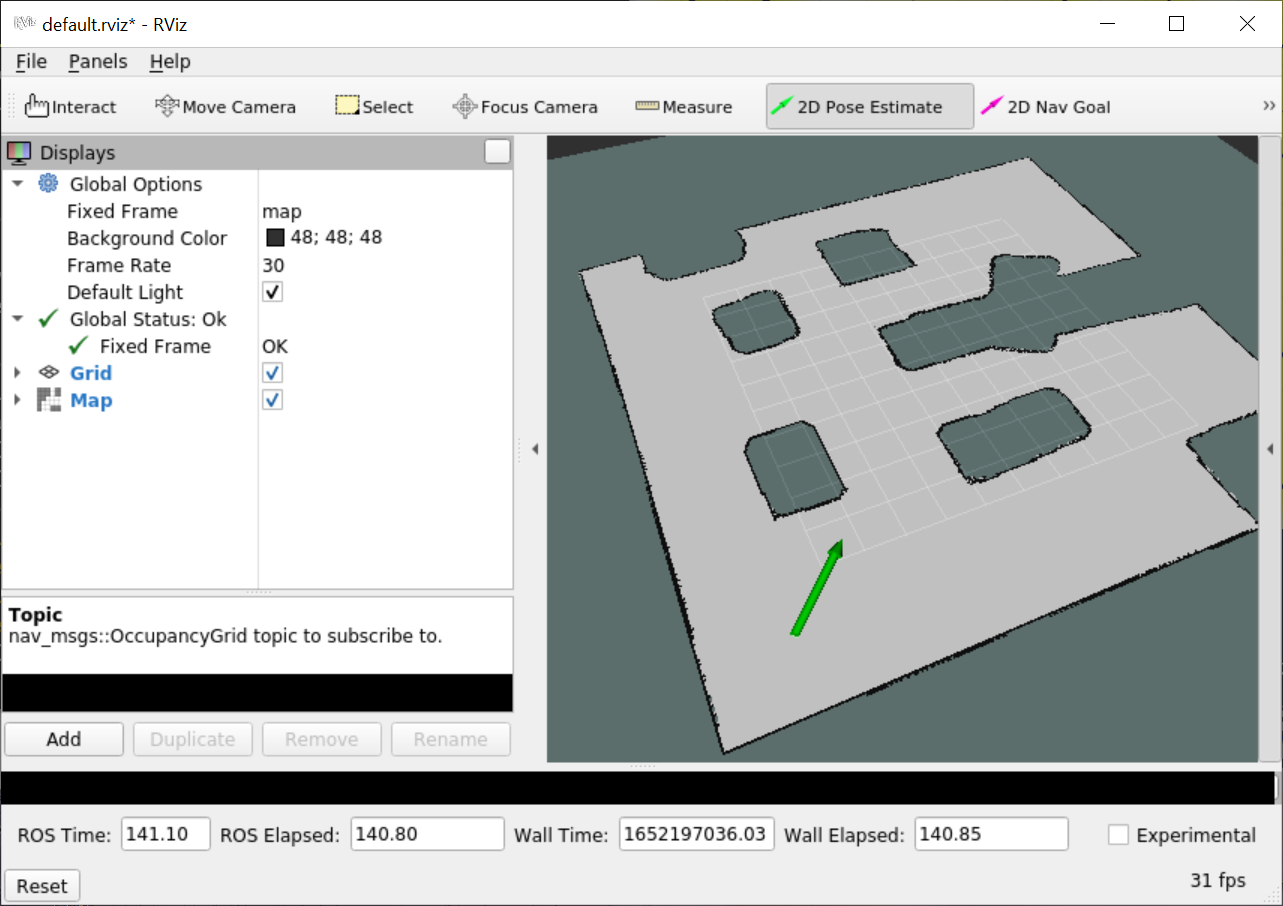 default.rviz* - RViz
File Panels Help
Interact Move Camera Select Focus Camera Measure 2D Pose Estimate 2D Nav Goal »
Displays
Global Options
Fixed Frame map
Background Color 48; 48; 48
Frame Rate 30
Default Light ✓
✓ Global Status: Ok
✓ Fixed Frame OK
Grid ✓
Map ✓
Topic
nav_msgs::OccupancyGrid topic to subscribe to.
Add Duplicate Remove Rename
ROS Time: 141.10 ROS Elapsed: 140.80 Wall Time: 1652197036.03 Wall Elapsed: 140.85 Experimental
Reset 31 fps